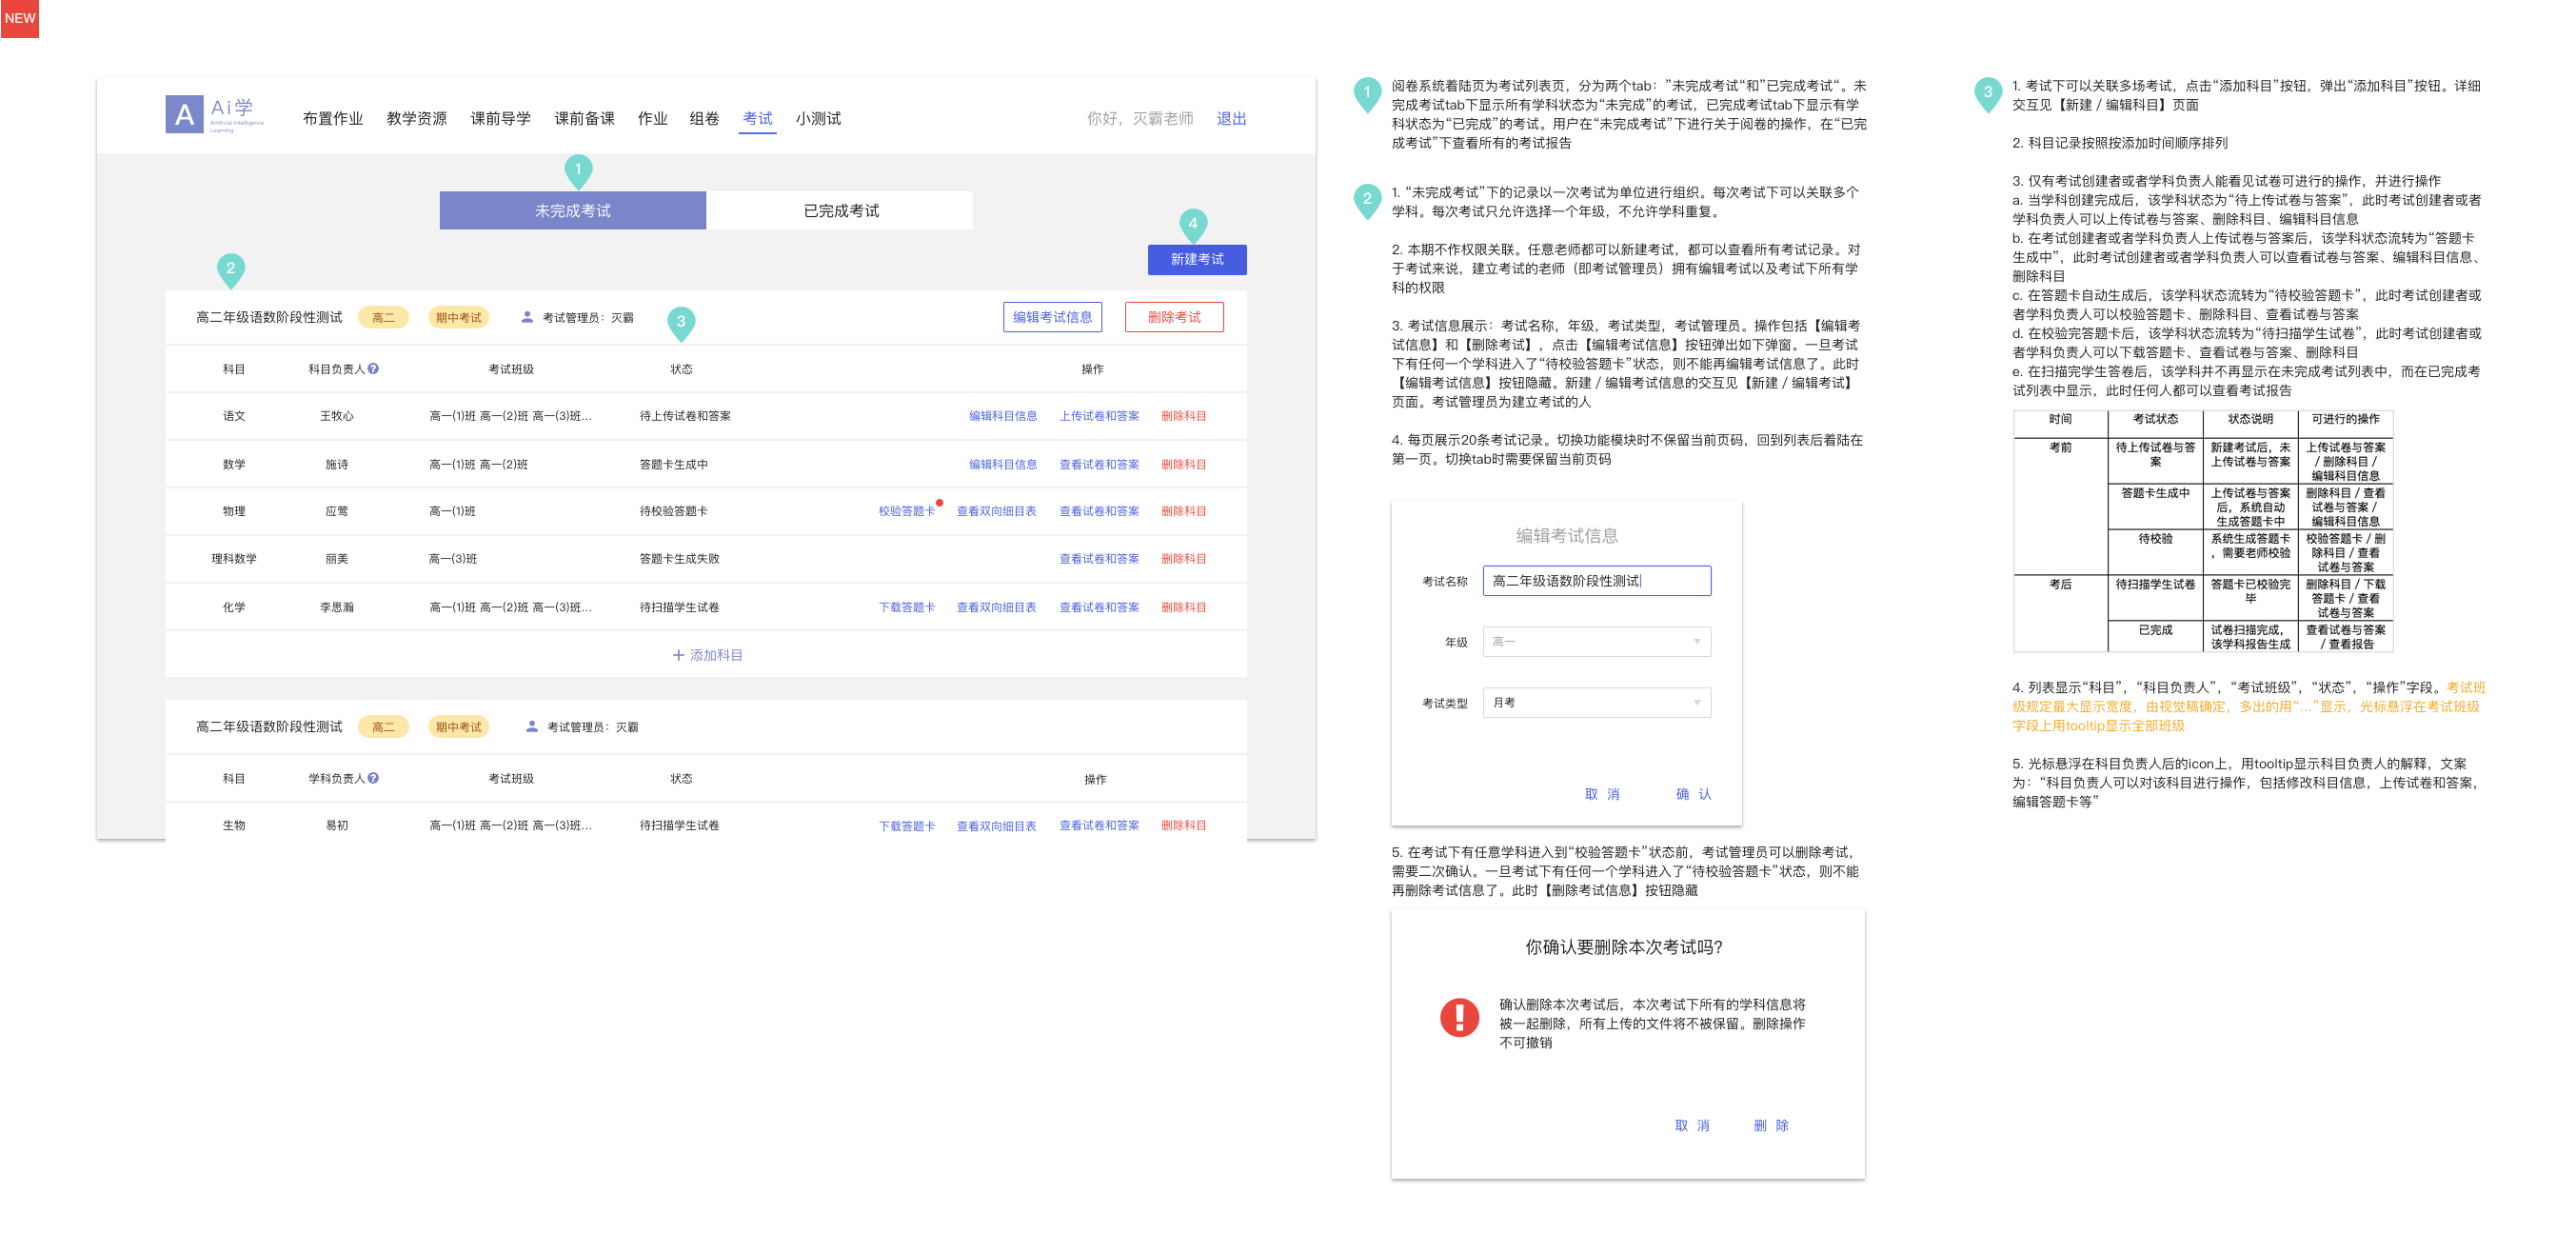 NEW
A
Ai学
Artificial Intelligence
Learning
布置作业 教学资源 课前导学 课前备课 作业 组卷 考试 小测试
你好，灭霸老师 退出
1
未完成考试 已完成考试
4
新建考试
2
高二年级语数阶段性测试 高二 期中考试 考试管理员：灭霸
3
编辑考试信息 删除考试
科目 科目负责人 ? 考试班级 状态 操作
语文 王牧心 高一(1)班 高一(2)班 高一(3)班... 待上传试卷和答案 编辑科目信息 上传试卷和答案 删除科目
数学 施诗 高一(1)班 高一(2)班 答题卡生成中 编辑科目信息 查看试卷和答案 删除科目
物理 应莺 高一(1)班 待校验答题卡 校验答题卡 查看双向细目表 查看试卷和答案 删除科目
理科数学 丽美 高一(3)班 答题卡生成失败 查看试卷和答案 删除科目
化学 李思瀚 高一(1)班 高一(2)班 高一(3)班... 待扫描学生试卷 下载答题卡 查看双向细目表 查看试卷和答案 删除科目
+ 添加科目
高二年级语数阶段性测试 高二 期中考试 考试管理员：灭霸
科目 学科负责人 ? 考试班级 状态 操作
生物 易初 高一(1)班 高一(2)班 高一(3)班... 待扫描学生试卷 下载答题卡 查看双向细目表 查看试卷和答案 删除科目
1
阅卷系统着陆页为考试列表页，分为两个tab：”未完成考试“和”已完成考试“。未
完成考试tab下显示所有学科状态为“未完成”的考试，已完成考试tab下显示有学
科状态为“已完成”的考试。用户在“未完成考试”下进行关于阅卷的操作，在“已完
成考试”下查看所有的考试报告
2
1. “未完成考试”下的记录以一次考试为单位进行组织。每次考试下可以关联多个
学科。每次考试只允许选择一个年级，不允许学科重复。
2. 本期不作权限关联。任意老师都可以新建考试，都可以查看所有考试记录。对
于考试来说，建立考试的老师（即考试管理员）拥有编辑考试以及考试下所有学
科的权限
3. 考试信息展示：考试名称，年级，考试类型，考试管理员。操作包括【编辑考
试信息】和【删除考试】，点击【编辑考试信息】按钮弹出如下弹窗。一旦考试
下有任何一个学科进入了“待校验答题卡”状态，则不能再编辑考试信息了。此时
【编辑考试信息】按钮隐藏。新建 / 编辑考试信息的交互见【新建 / 编辑考试】
页面。考试管理员为建立考试的人
4. 每页展示20条考试记录。切换功能模块时不保留当前页码，回到列表后着陆在
第一页。切换tab时需要保留当前页码
编辑考试信息
考试名称 高二年级语数阶段性测试
年级 高一
考试类型 月考
取 消 确 认
5. 在考试下有任意学科进入到“校验答题卡”状态前，考试管理员可以删除考试，
需要二次确认。一旦考试下有任何一个学科进入了“待校验答题卡”状态，则不能
再删除考试信息了。此时【删除考试信息】按钮隐藏
你确认要删除本次考试吗？
确认删除本次考试后，本次考试下所有的学科信息将
被一起删除，所有上传的文件将不被保留。删除操作
不可撤销
取 消 删 除
3
1. 考试下可以关联多场考试，点击“添加科目”按钮，弹出“添加科目”按钮。详细
交互见【新建 / 编辑科目】页面
2. 科目记录按照按添加时间顺序排列
3. 仅有考试创建者或者学科负责人能看见试卷可进行的操作，并进行操作
a. 当学科创建完成后，该学科状态为“待上传试卷与答案”，此时考试创建者或者
学科负责人可以上传试卷与答案、删除科目、编辑科目信息
b. 在考试创建者或者学科负责人上传试卷与答案后，该学科状态流转为“答题卡
生成中”，此时考试创建者或者学科负责人可以查看试卷与答案、编辑科目信息、
删除科目
c. 在答题卡自动生成后，该学科状态流转为“待校验答题卡”，此时考试创建者或
者学科负责人可以校验答题卡、删除科目、查看试卷与答案
d. 在校验完答题卡后，该学科状态流转为“待扫描学生试卷”，此时考试创建者或
者学科负责人可以下载答题卡、查看试卷与答案、删除科目
e. 在扫描完学生答卷后，该学科并不再显示在未完成考试列表中，而在已完成考
试列表中显示，此时任何人都可以查看考试报告
时间 考试状态 状态说明 可进行的操作
考前 待上传试卷与答 新建考试后，未 上传试卷与答案
案 上传试卷与答案 / 删除科目 /
编辑科目信息
答题卡生成中 上传试卷与答案 删除科目 / 查看
后，系统自动 试卷与答案 /
生成答题卡中 编辑科目信息
待校验 系统生成答题卡 校验答题卡 / 删
，需要老师校验 除科目 / 查看
试卷与答案
考后 待扫描学生试卷 答题卡已校验完 删除科目 / 下载
毕 答题卡 / 查看
试卷与答案
已完成 试卷扫描完成， 查看试卷与答案
该学科报告生成 / 查看报告
4. 列表显示“科目”，“科目负责人”，“考试班级”，“状态”，“操作”字段。考试班
级规定最大显示宽度，由视觉稿确定，多出的用“...”显示，光标悬浮在考试班级
字段上用tooltip显示全部班级
5. 光标悬浮在科目负责人后的icon上，用tooltip显示科目负责人的解释，文案
为：“科目负责人可以对该科目进行操作，包括修改科目信息，上传试卷和答案，
编辑答题卡等”